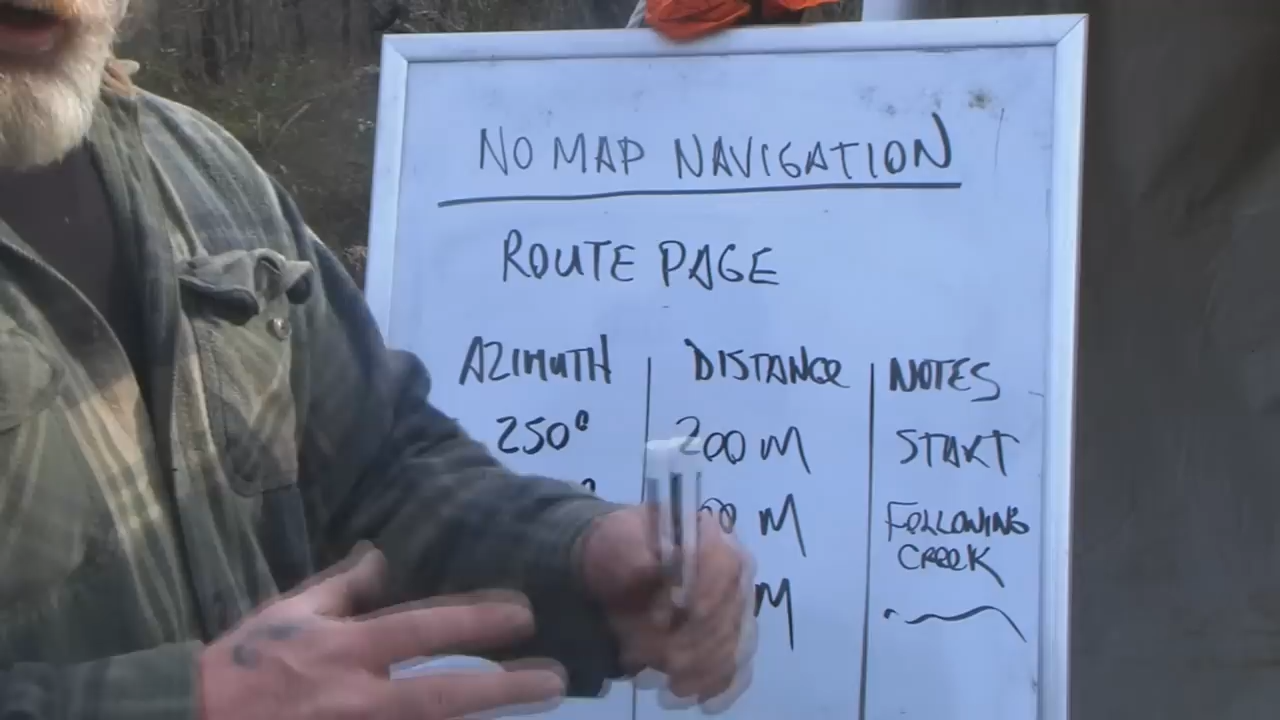 NO MAP NAVIGATION
ROUTE PAGE
AZIMUTH DISTANCE NOTES
250° 200 M START
M FOLLOWING
CREEK
M